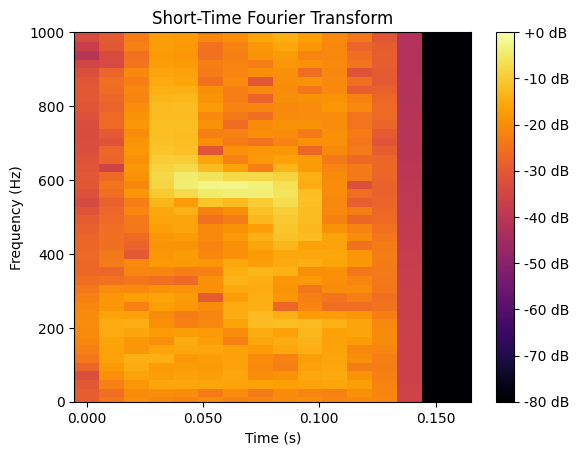 Short-Time Fourier Transform
1000
800
600
400
200
0
Frequency (Hz)
0.000
0.050
0.100
0.150
Time (s)
+0 dB
-10 dB
-20 dB
-30 dB
-40 dB
-50 dB
-60 dB
-70 dB
-80 dB